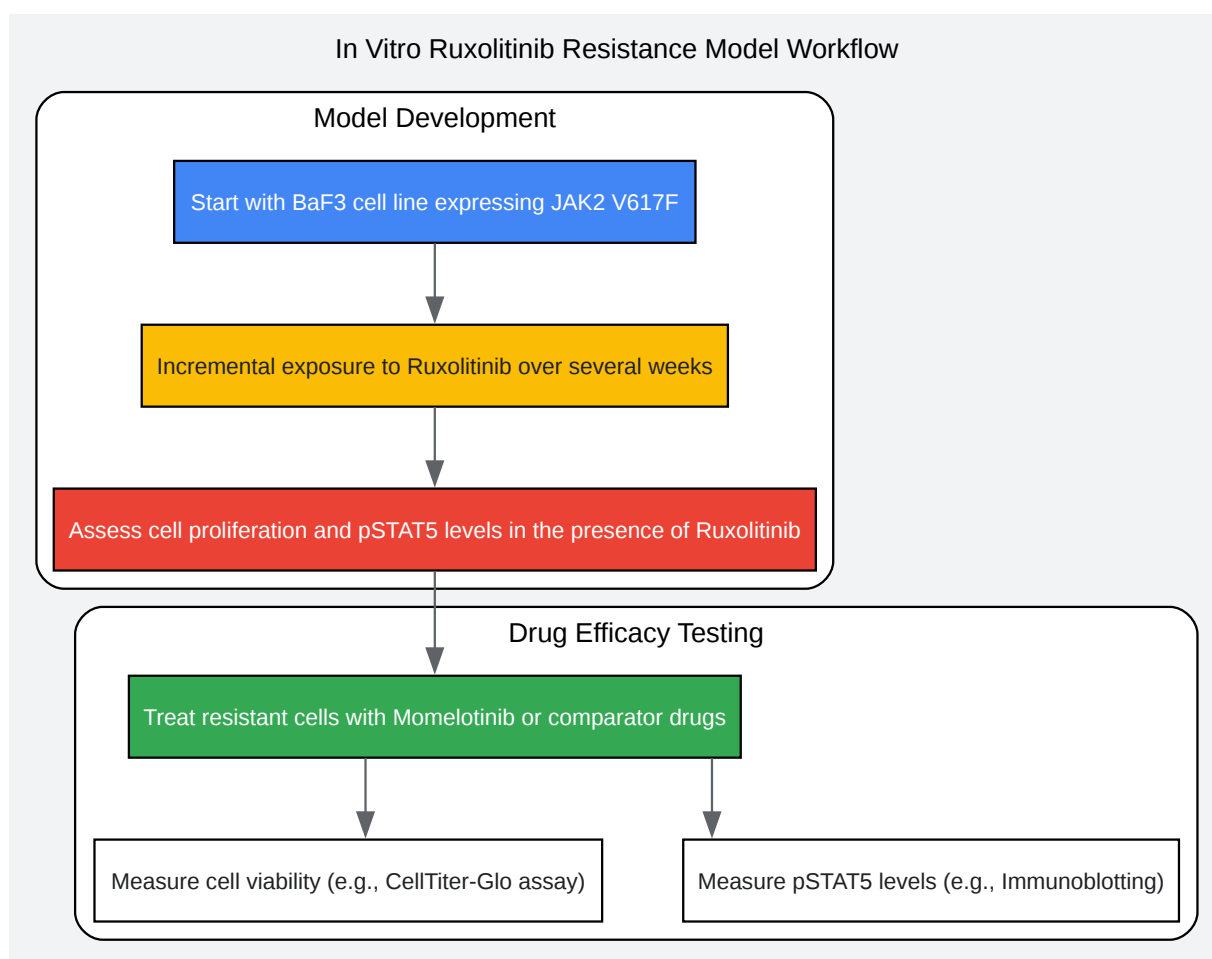 In Vitro Ruxolitinib Resistance Model Workflow
Model Development
Start with BaF3 cell line expressing JAK2 V617F
Incremental exposure to Ruxolitinib over several weeks
Assess cell proliferation and pSTAT5 levels in the presence of Ruxolitinib
Drug Efficacy Testing
Treat resistant cells with Momelotinib or comparator drugs
Measure cell viability (e.g., CellTiter-Glo assay)
Measure pSTAT5 levels (e.g., Immunoblotting)